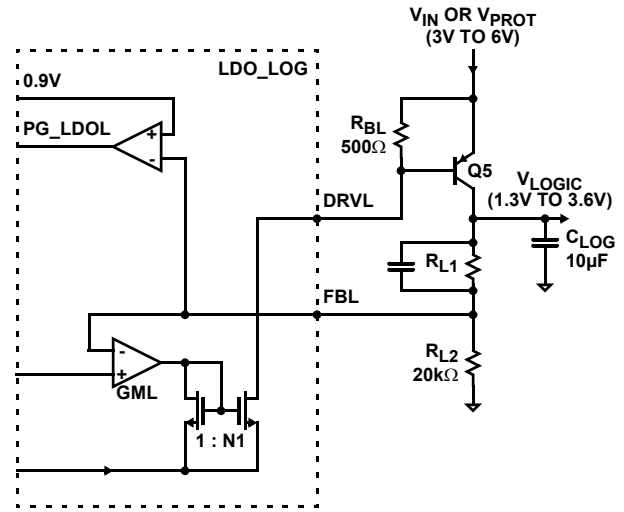 V_IN OR V_PROT
(3V TO 6V)
LDO_LOG
0.9V
PG_LDOL
+
-
R_BL
500Ω
Q5
V_LOGIC
(1.3V TO 3.6V)
DRVL
C_LOG
10µF
R_L1
FBL
-
+
GML
R_L2
20kΩ
1 : N1